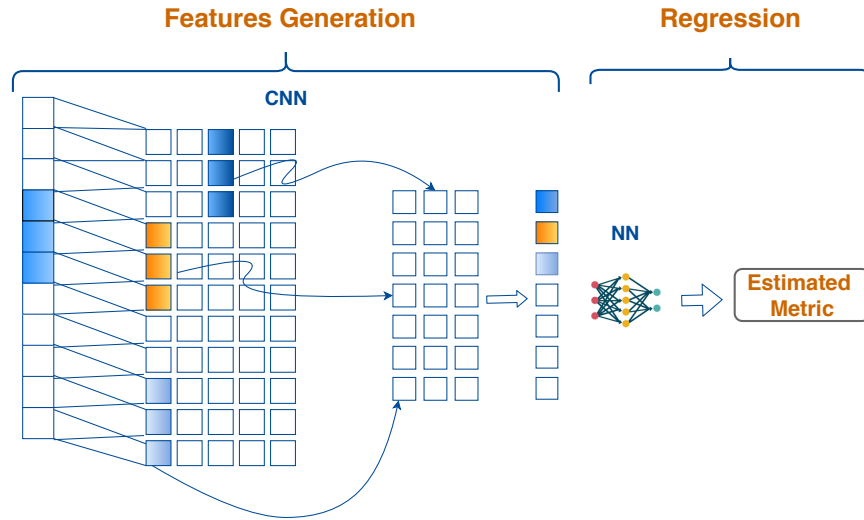 Features Generation
Regression
CNN
NN
Estimated
Metric